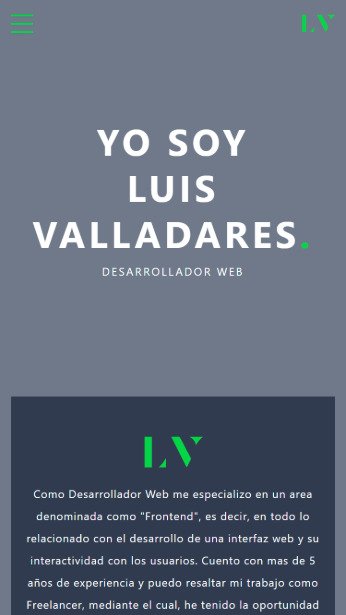 LV
YO SOY
LUIS
VALLADARES.
DESARROLLADOR WEB
LV
Como Desarrollador Web me especializo en un area
denominada como "Frontend", es decir, en todo lo
relacionado con el desarrollo de una interfaz web y su
interactividad con los usuarios. Cuento con mas de 5
años de experiencia y puedo resaltar mi trabajo como
Freelancer, mediante el cual, he tenido la oportunidad